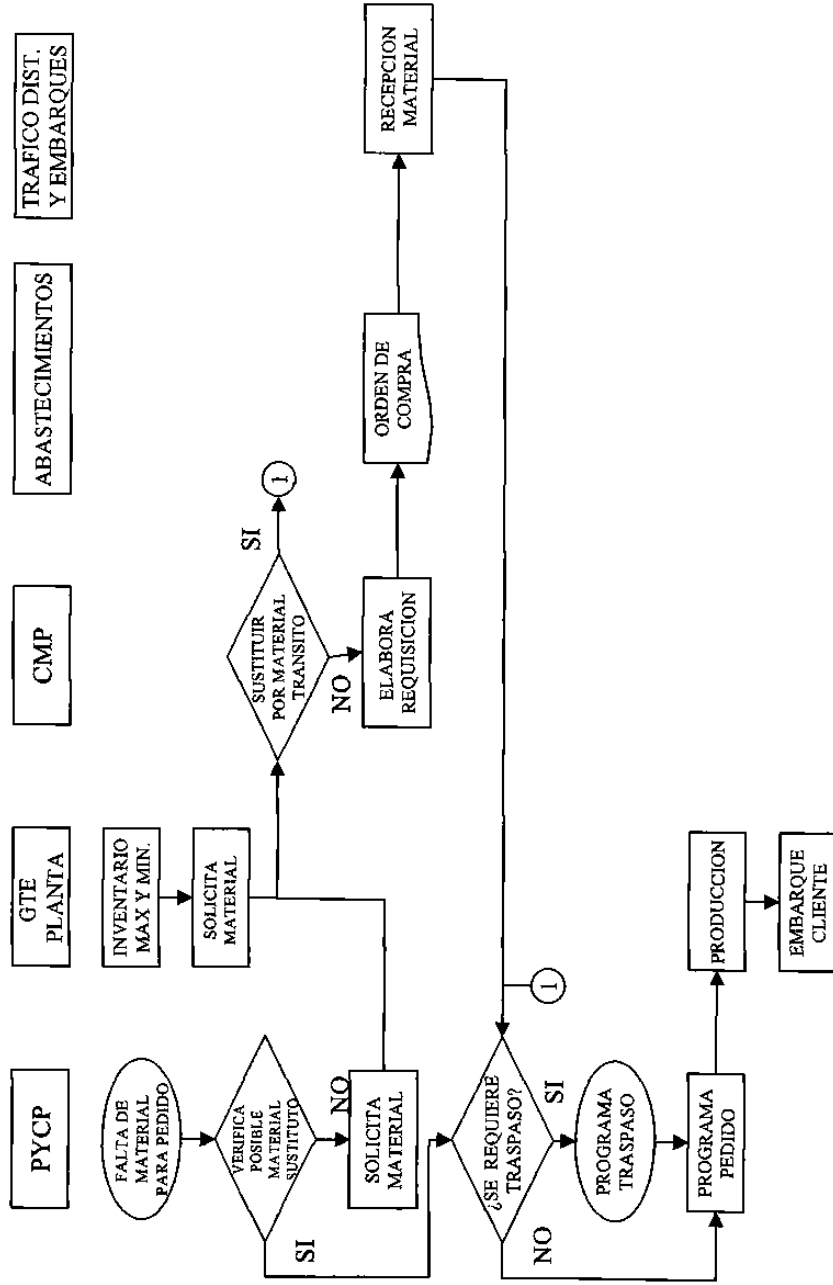 PYCP
GTE
PLANTA
CMP
ABASTECIMIENTOS
TRAFICO DIST.
Y EMBARQUES
FALTA DE
MATERIAL
PARA PEDIDO
INVENTARIO
MAX Y MIN.
VERIFICA
POSIBLE
MATERIAL
SUSTITUTO
SOLICITA
MATERIAL
SI
NO
SUSTITUIR
POR MATERIAL
TRANSITO
SI
1
NO
SOLICITA
MATERIAL
ELABORA
REQUISICION
ORDEN DE
COMPRA
RECEPCION
MATERIAL
¿SE REQUIERE
TRASPASO?
1
SI
NO
PROGRAMA
TRASPASO
PROGRAMA
PEDIDO
PRODUCCION
EMBARQUE
CLIENTE